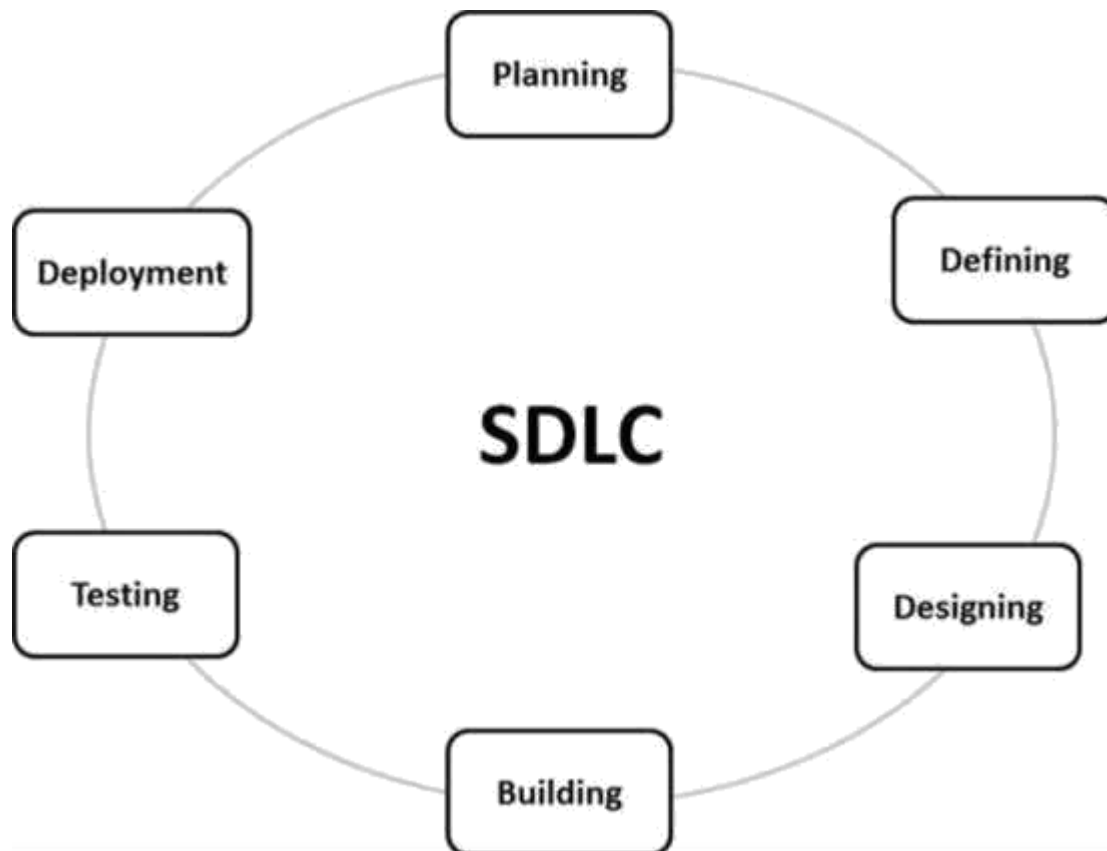 Planning
Defining
Designing
Building
Testing
Deployment
SDLC